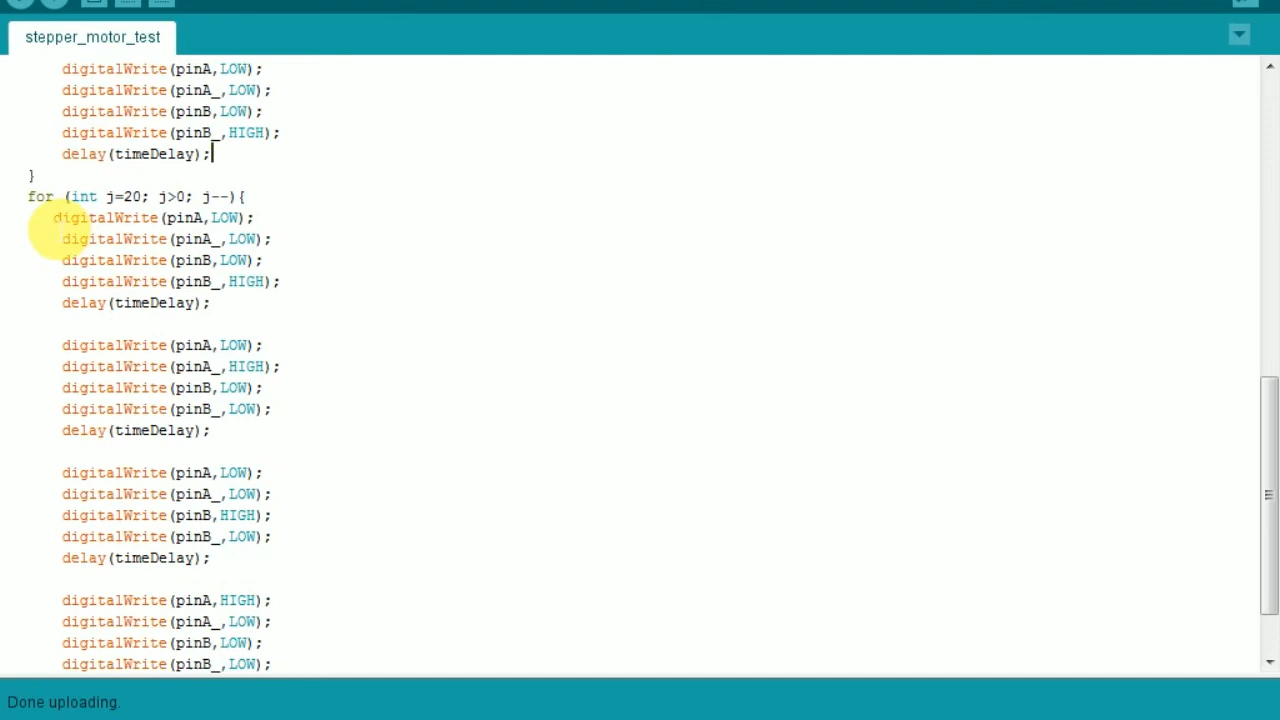 stepper_motor_test
digitalWrite(pinA,LOW);
digitalWrite(pinA_,LOW);
digitalWrite(pinB,LOW);
digitalWrite(pinB_,HIGH);
delay(timeDelay);
}
for (int j=20; j>0; j--){
digitalWrite(pinA,LOW);
digitalWrite(pinA_,LOW);
digitalWrite(pinB,LOW);
digitalWrite(pinB_,HIGH);
delay(timeDelay);
digitalWrite(pinA,LOW);
digitalWrite(pinA_,HIGH);
digitalWrite(pinB,LOW);
digitalWrite(pinB_,LOW);
delay(timeDelay);
digitalWrite(pinA,LOW);
digitalWrite(pinA_,LOW);
digitalWrite(pinB,HIGH);
digitalWrite(pinB_,LOW);
delay(timeDelay);
digitalWrite(pinA,HIGH);
digitalWrite(pinA_,LOW);
digitalWrite(pinB,LOW);
digitalWrite(pinB_,LOW);
Done uploading.